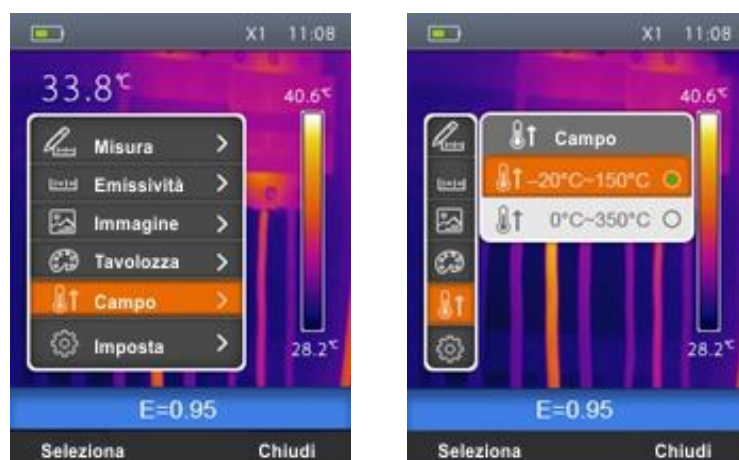 X1 11:08
33.8℃
40.6℃
Misura
Emissività
Immagine
Tavolozza
Campo
Imposta
28.2℃
E=0.95
Seleziona Chiudi
X1 11:08
40.6℃
Campo
-20°C~150°C
0°C~350°C
28.2℃
E=0.95
Seleziona Chiudi